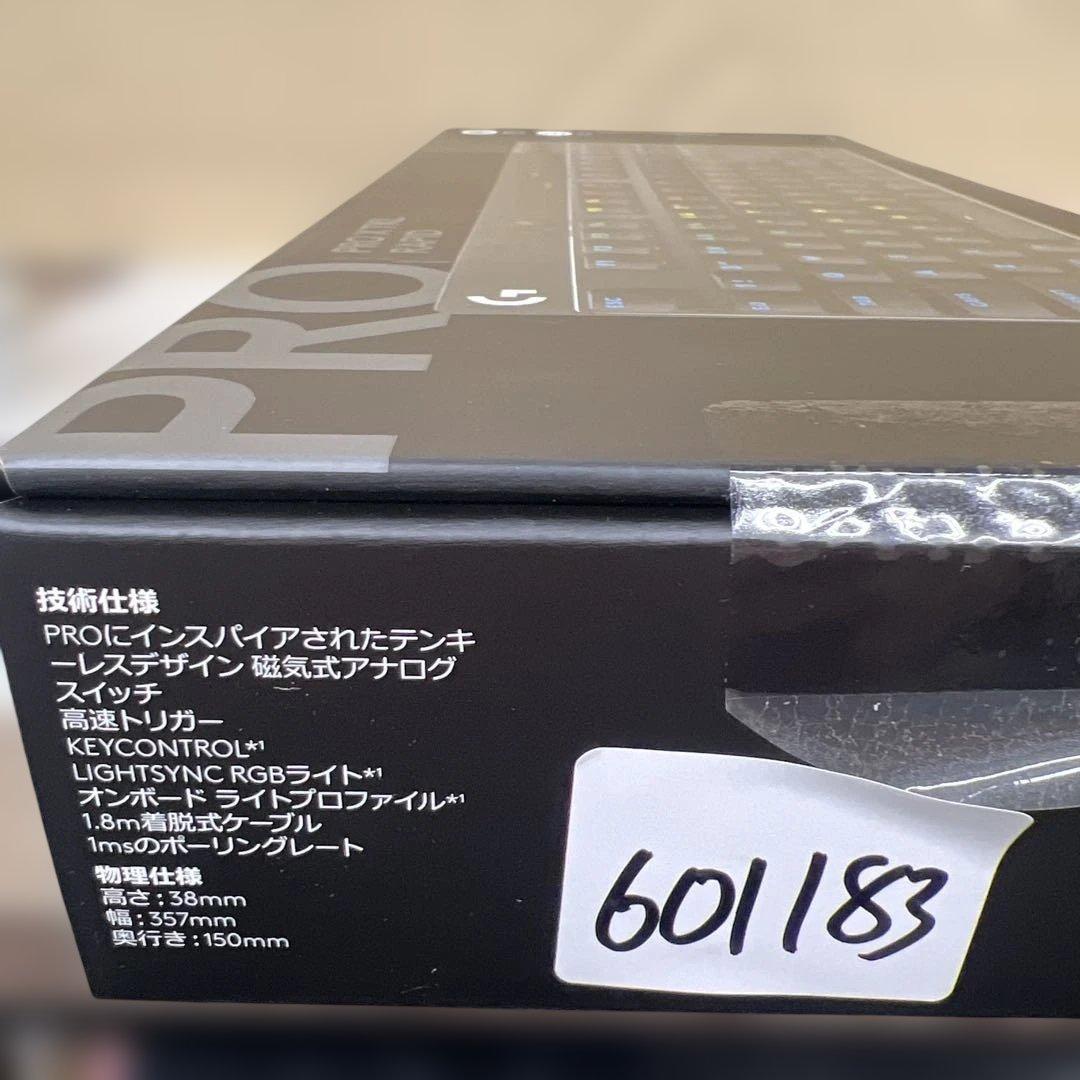 PRO
PRO X TKL
RAPID
G
ESC
技術仕様
PROにインスパイアされたテンキ
ーレスデザイン 磁気式アナログ
スイッチ
高速トリガー
KEYCONTROL*1
LIGHTSYNC RGBライト*1
オンボード ライトプロファイル*1
1.8m着脱式ケーブル
1msのポーリングレート
物理仕様
高さ:38mm
幅:357mm
奥行き:150mm
601183